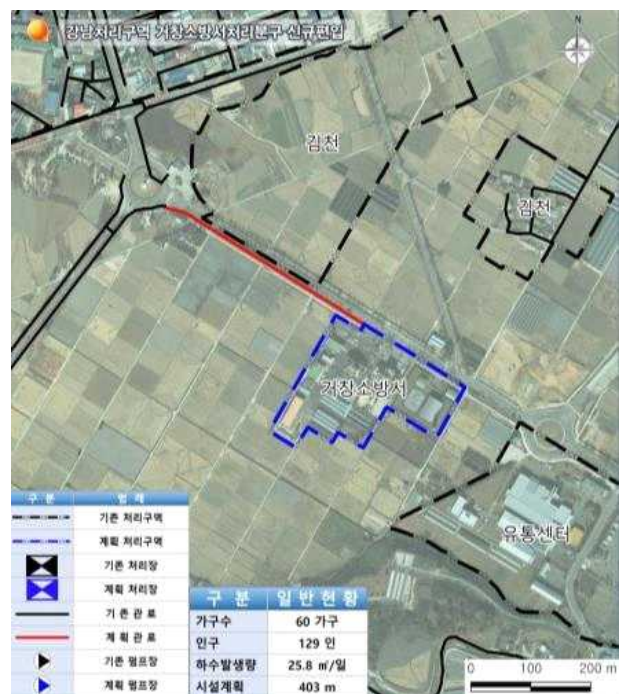 강남처리구역 거창소방서처리분구 신규편입
N
김천
김천
거창소방서
유통센터
구 분 범 례
기존 처리구역
계획 처리구역
기존 처리장
계획 처리장
기 존 관 로
계 획 관 로
기존 펌프장
계획 펌프장
구 분 일 반 현 황
가구수 60 가구
인구 129 인
하수발생량 25.8 ㎥/일
시설계획 403 m
0 100 200 m